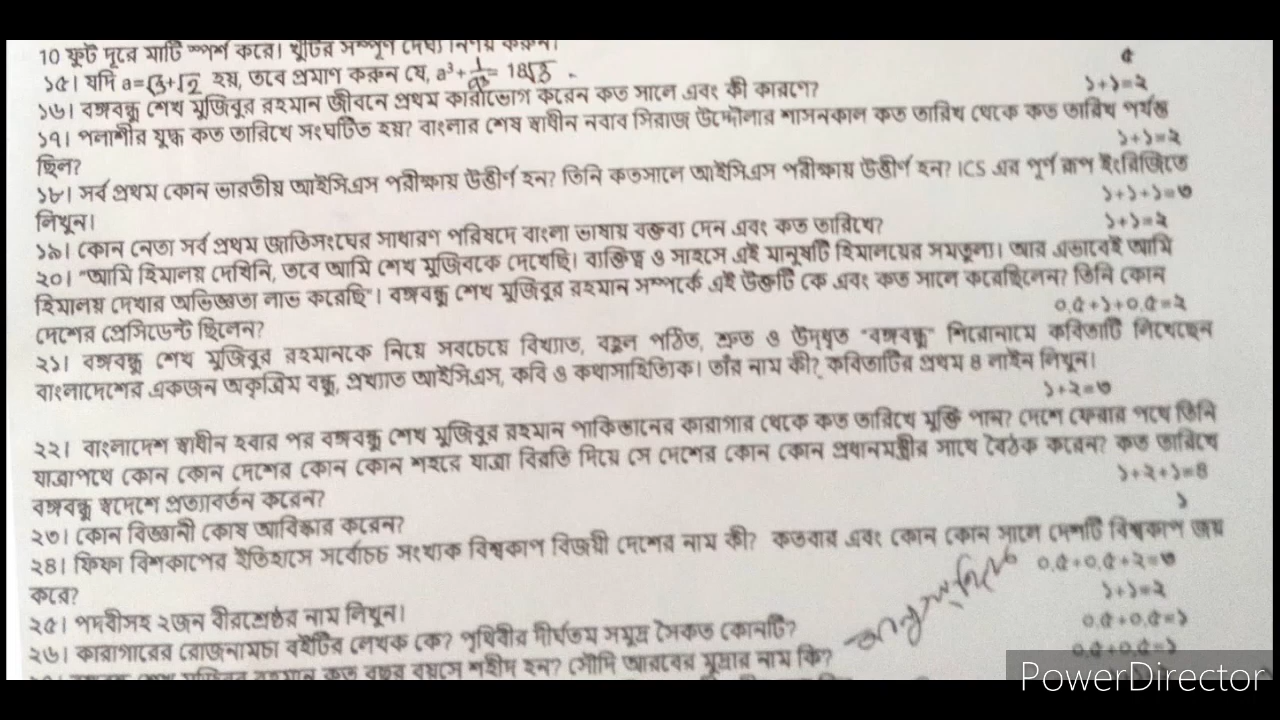 10 ফুট দূরে মাটি স্পর্শ করে। খুঁটির সম্পূর্ণ দৈর্ঘ্য নির্ণয় করুন।
৫
১৫। যদি a=√3+√2 হয়, তবে প্রমাণ করুন যে, a³+1/a³= 18√3
১৬। বঙ্গবন্ধু শেখ মুজিবুর রহমান জীবনে প্রথম কারাভোগ করেন কত সালে এবং কী কারণে? ১+১=২
১৭। পলাশীর যুদ্ধ কত তারিখে সংঘটিত হয়? বাংলার শেষ স্বাধীন নবাব সিরাজ উদ্দৌলার শাসনকাল কত তারিখ থেকে কত তারিখ পর্যন্ত
ছিল? ১+১=২
১৮। সর্ব প্রথম কোন ভারতীয় আইসিএস পরীক্ষায় উত্তীর্ণ হন? তিনি কতসালে আইসিএস পরীক্ষায় উত্তীর্ণ হন? ICS এর পূর্ণ রূপ ইংরিজিতে
লিখুন। ১+১+১=৩
১৯। কোন নেতা সর্ব প্রথম জাতিসংঘের সাধারণ পরিষদে বাংলা ভাষায় বক্তব্য দেন এবং কত তারিখে? ১+১=২
২০। "আমি হিমালয় দেখিনি, তবে আমি শেখ মুজিবকে দেখেছি। ব্যক্তিত্ব ও সাহসে এই মানুষটি হিমালয়ের সমতুল্য। আর এভাবেই আমি
হিমালয় দেখার অভিজ্ঞতা লাভ করেছি"। বঙ্গবন্ধু শেখ মুজিবুর রহমান সম্পর্কে এই উক্তটি কে এবং কত সালে করেছিলেন? তিনি কোন
দেশের প্রেসিডেন্ট ছিলেন? ০.৫+১+০.৫=২
২১। বঙ্গবন্ধু শেখ মুজিবুর রহমানকে নিয়ে সবচেয়ে বিখ্যাত, বহুল পঠিত, শ্রুত ও উদ্ধৃত "বঙ্গবন্ধু" শিরোনামে কবিতাটি লিখেছেন
বাংলাদেশের একজন অকৃত্রিম বন্ধু, প্রখ্যাত আইসিএস, কবি ও কথাসাহিত্যিক। তাঁর নাম কী? কবিতাটির প্রথম ৪ লাইন লিখুন।
১+২=৩
২২। বাংলাদেশ স্বাধীন হবার পর বঙ্গবন্ধু শেখ মুজিবুর রহমান পাকিস্তানের কারাগার থেকে কত তারিখে মুক্তি পান? দেশে ফেরার পথে তিনি
যাত্রাপথে কোন কোন দেশের কোন কোন শহরে যাত্রা বিরতি দিয়ে সে দেশের কোন কোন প্রধানমন্ত্রীর সাথে বৈঠক করেন? কত তারিখে
বঙ্গবন্ধু স্বদেশে প্রত্যাবর্তন করেন? ১+২+১=৪
২৩। কোন বিজ্ঞানী কোষ আবিস্কার করেন? ১
২৪। ফিফা বিশকাপের ইতিহাসে সর্বোচ্চ সংখ্যক বিশ্বকাপ বিজয়ী দেশের নাম কী? কতবার এবং কোন কোন সালে দেশটি বিশ্বকাপ জয়
করে? ০.৫+০.৫+২=৩
২৫। পদবীসহ ২জন বীরশ্রেষ্ঠর নাম লিখুন। ১+১=২
২৬। কারাগারের রোজনামচা বইটির লেখক কে? পৃথিবীর দীর্ঘতম সমুদ্র সৈকত কোনটি? ০.৫+০.৫=১
শেখ মুজিবুর রহমান কত বছর বয়সে শহীদ হন? সৌদি আরবের মুদ্রার নাম কি? ০.৫+০.৫=১
PowerDirector